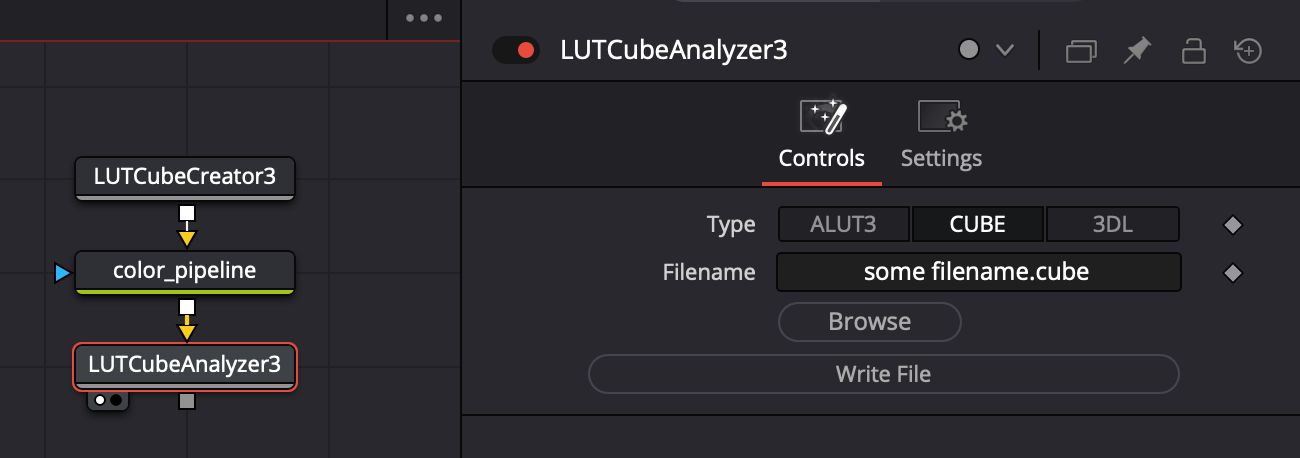 LUTCubeAnalyzer3
Controls
Settings
LUTCubeCreator3
color_pipeline
LUTCubeAnalyzer3
Type
ALUT3
CUBE
3DL
Filename
some filename.cube
Browse
Write File